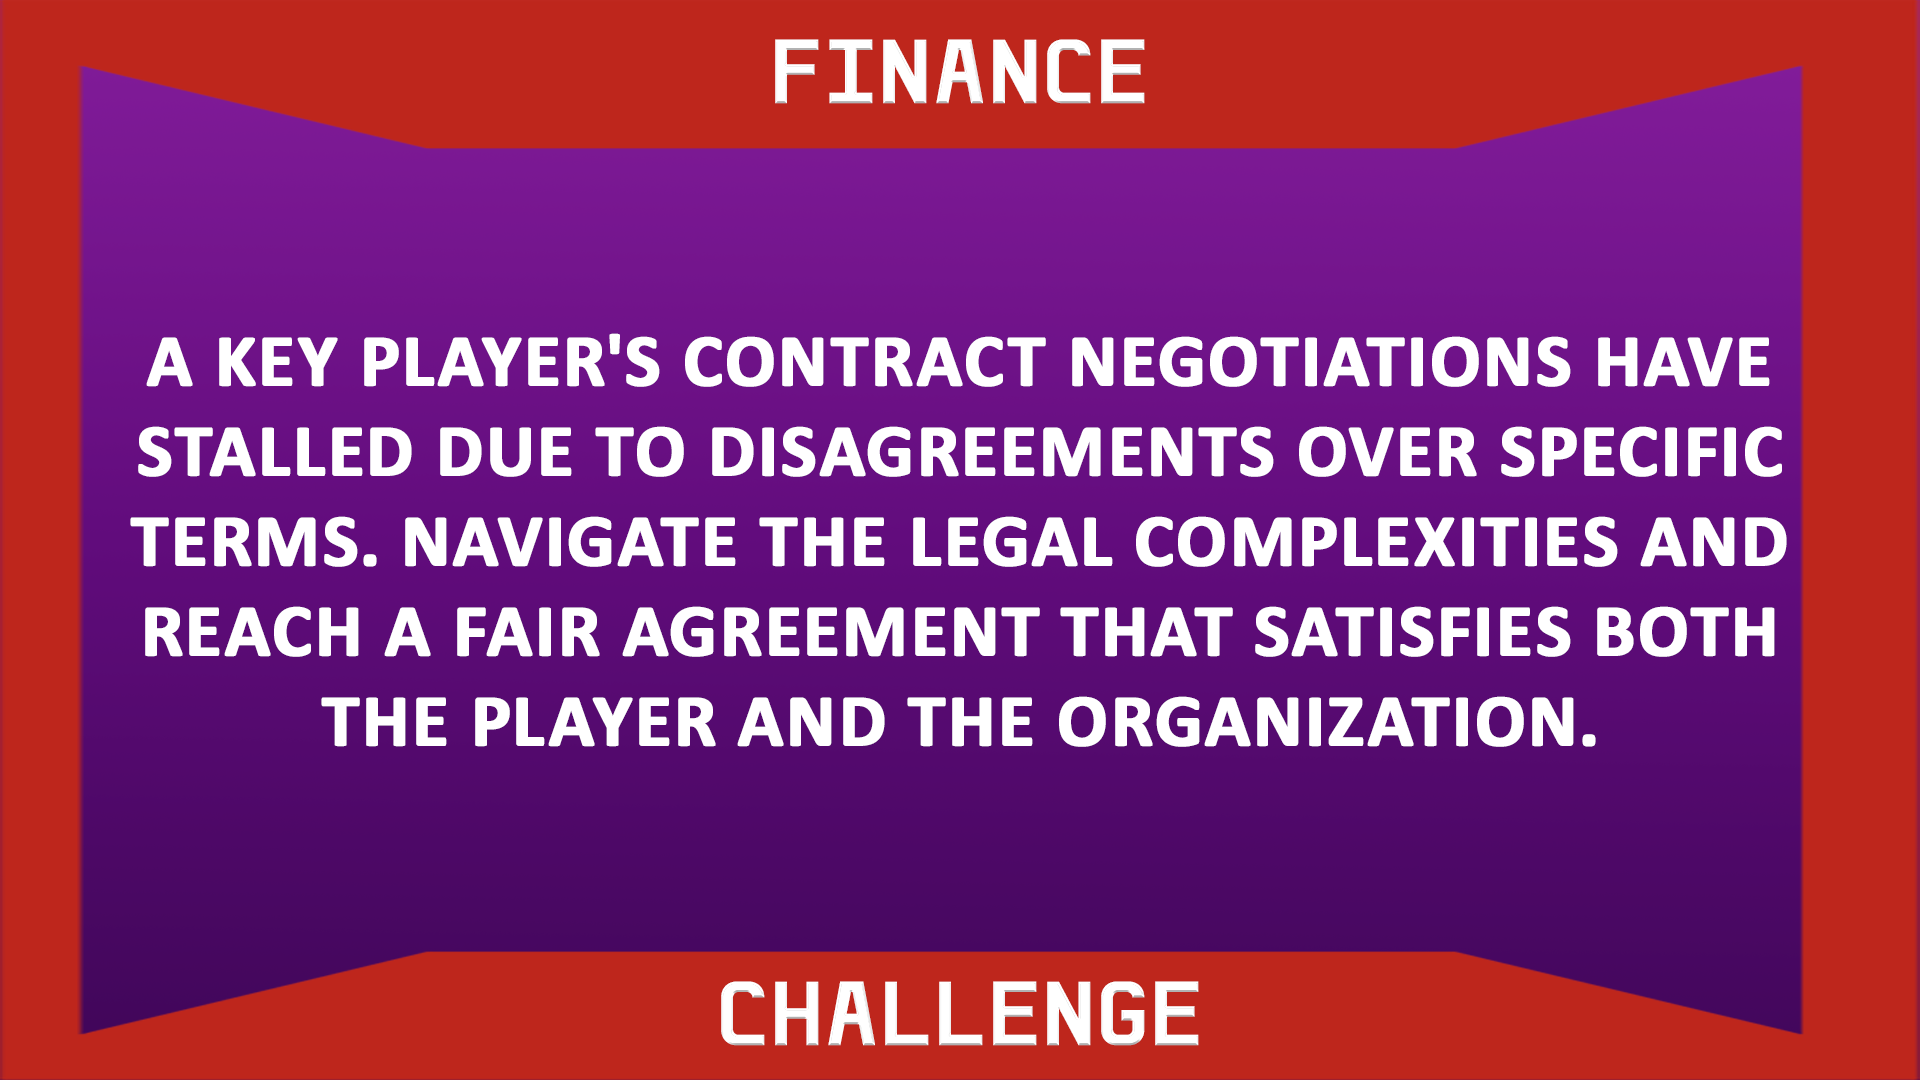 FINANCE
A KEY PLAYER'S CONTRACT NEGOTIATIONS HAVE
STALLED DUE TO DISAGREEMENTS OVER SPECIFIC
TERMS. NAVIGATE THE LEGAL COMPLEXITIES AND
REACH A FAIR AGREEMENT THAT SATISFIES BOTH
THE PLAYER AND THE ORGANIZATION.
CHALLENGE